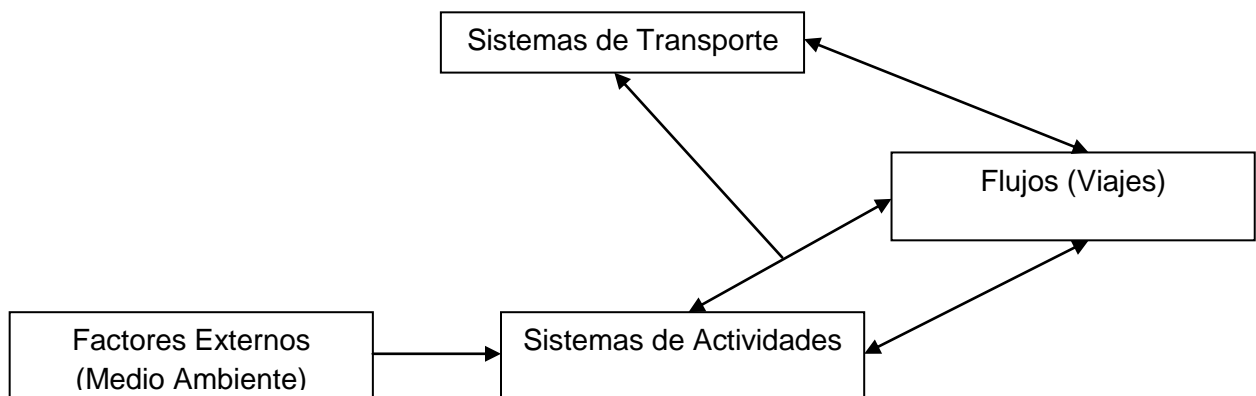 Sistemas de Transporte
Flujos (Viajes)
Factores Externos
(Medio Ambiente)
Sistemas de Actividades